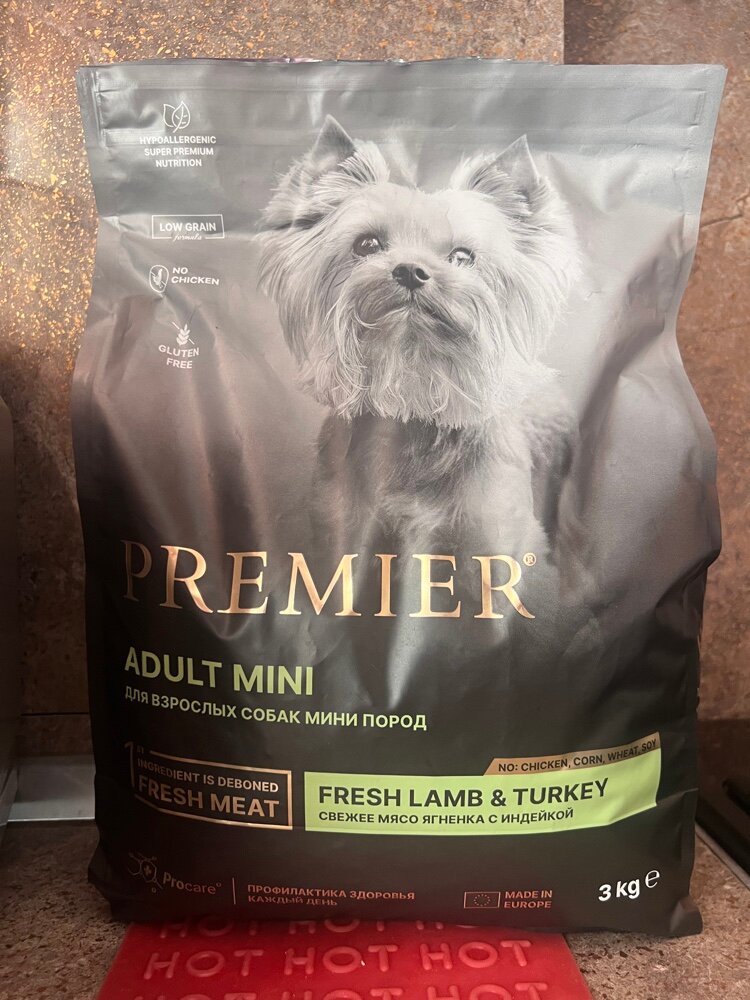 HYPOALLERGENIC
SUPER PREMIUM
NUTRITION
LOW GRAIN
formula
NO
CHICKEN
GLUTEN
FREE
PREMIER®
ADULT MINI
ДЛЯ ВЗРОСЛЫХ СОБАК МИНИ ПОРОД
1ST
INGREDIENT IS DEBONED
FRESH MEAT
NO: CHICKEN, CORN, WHEAT, SOY
FRESH LAMB & TURKEY
СВЕЖЕЕ МЯСО ЯГНЕНКА С ИНДЕЙКОЙ
Procare
ПРОФИЛАКТИКА ЗДОРОВЬЯ
КАЖДЫЙ ДЕНЬ
MADE IN
EUROPE
3 kg ℮
HOT HOT HOT
HOT HOT HOT